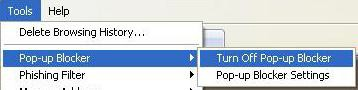 Tools Help
Delete Browsing History...
Pop-up Blocker Turn Off Pop-up Blocker
Phishing Filter Pop-up Blocker Settings